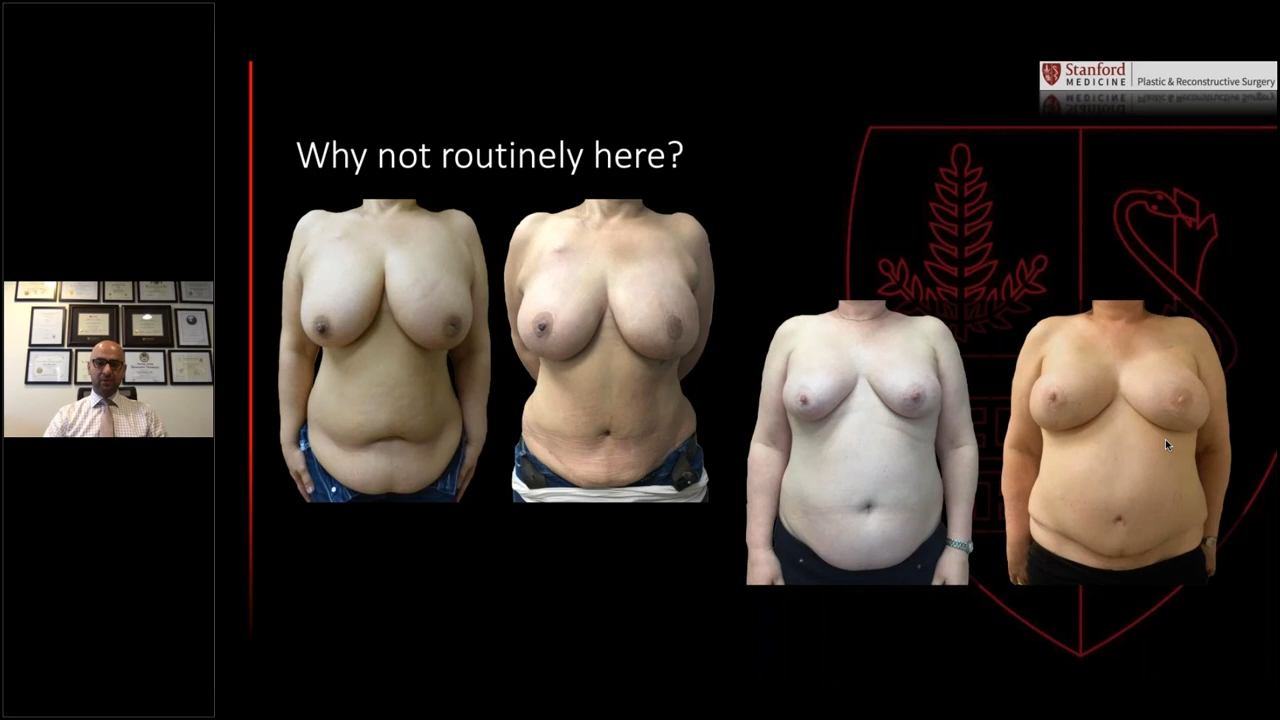 Stanford
MEDICINE
Plastic & Reconstructive Surgery
Why not routinely here?